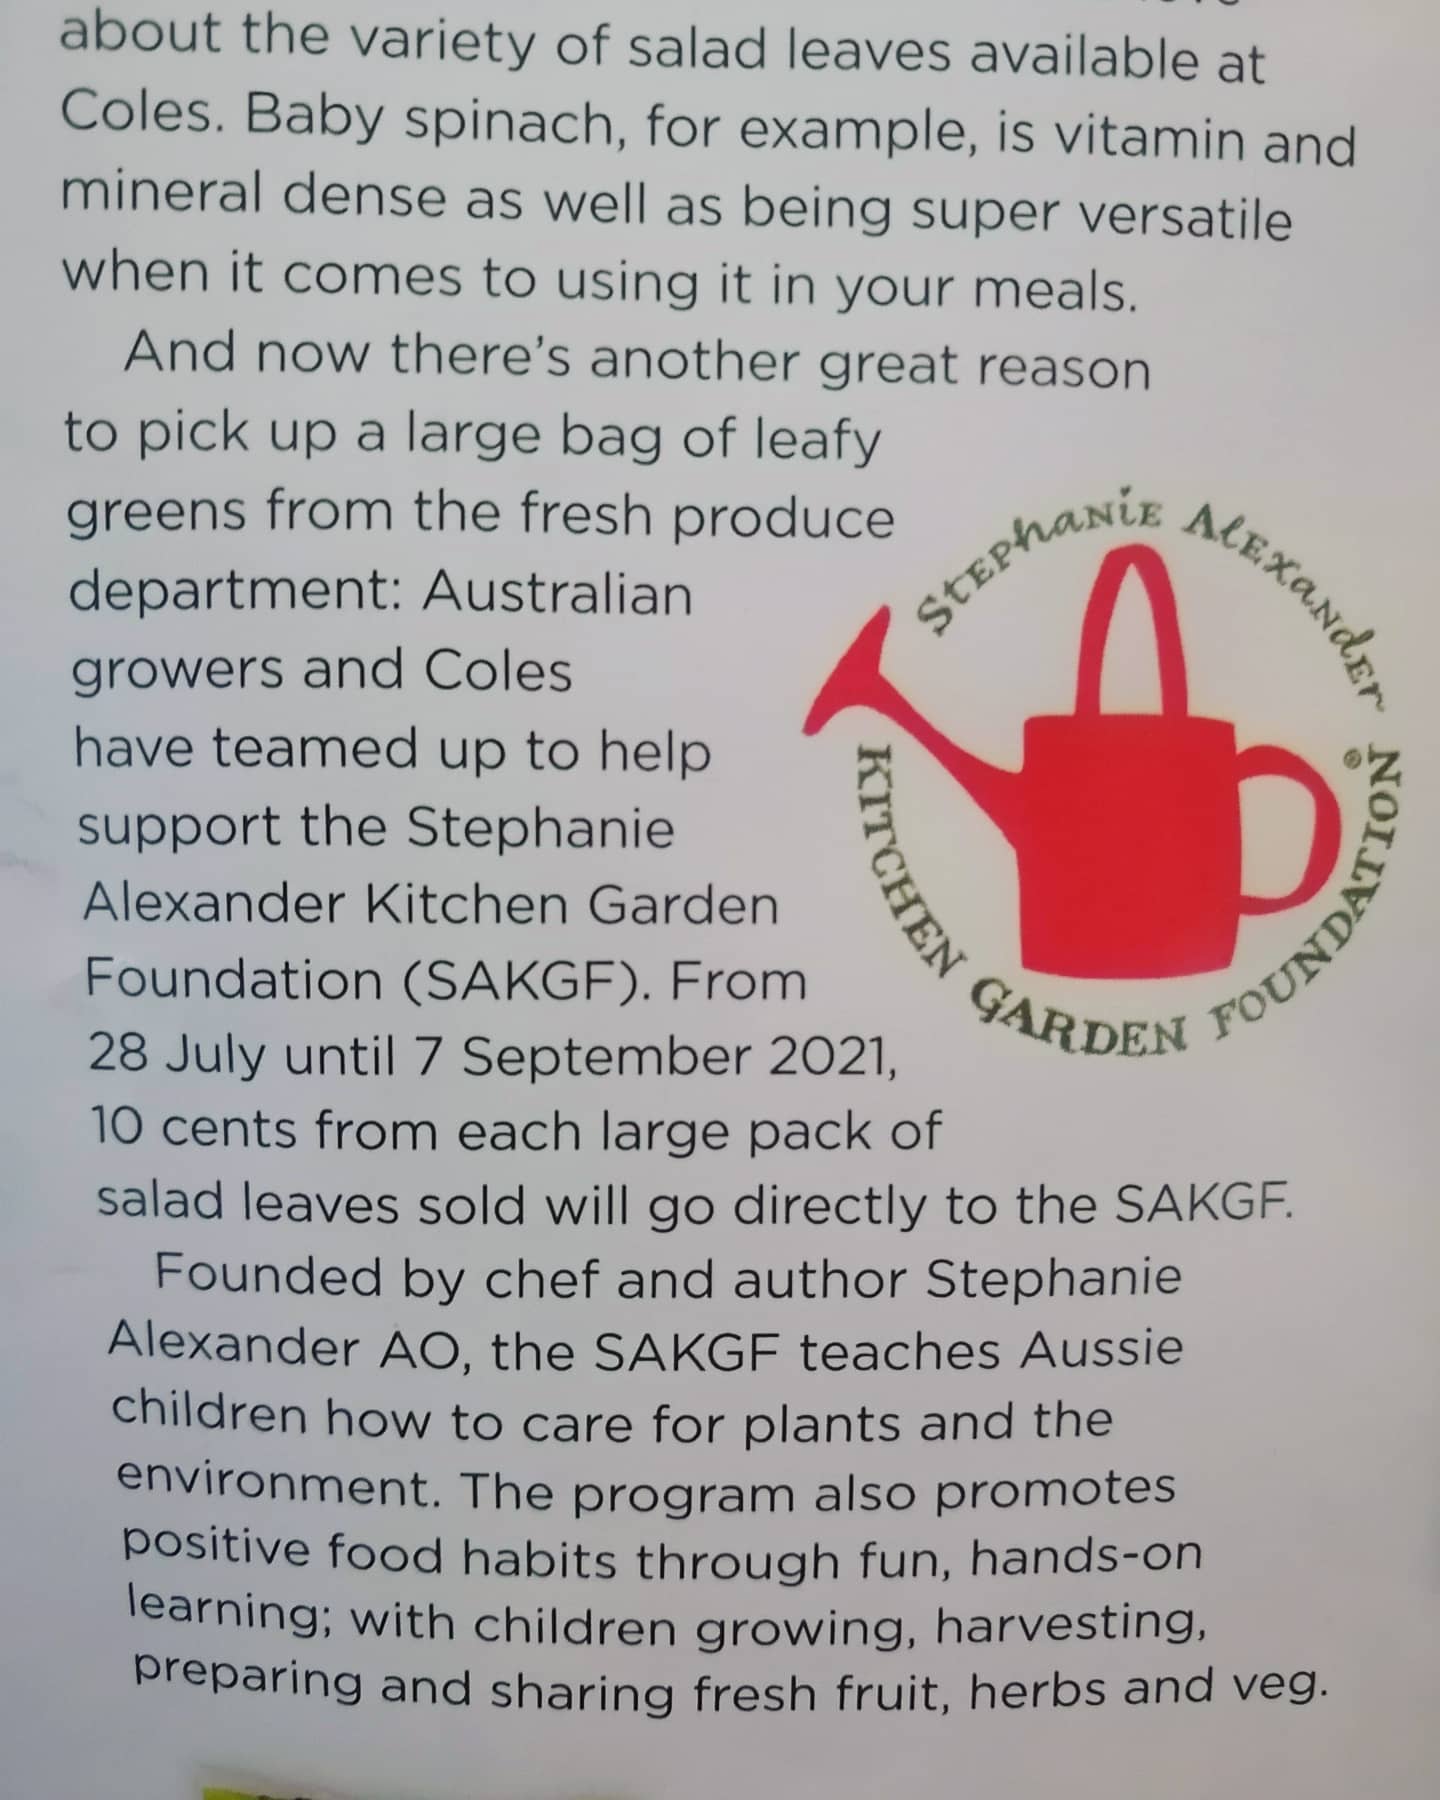 about the variety of salad leaves available at
Coles. Baby spinach, for example, is vitamin and
mineral dense as well as being super versatile
when it comes to using it in your meals.
And now there's another great reason
to pick up a large bag of leafy
greens from the fresh produce
department: Australian
growers and Coles
have teamed up to help
support the Stephanie
Alexander Kitchen Garden
Foundation (SAKGF). From
28 July until 7 September 2021,
10 cents from each large pack of
salad leaves sold will go directly to the SAKGF.
Founded by chef and author Stephanie
Alexander AO, the SAKGF teaches Aussie
children how to care for plants and the
environment. The program also promotes
positive food habits through fun, hands-on
learning; with children growing, harvesting,
preparing and sharing fresh fruit, herbs and veg.
Stephanie Alexander
KITCHEN GARDEN FOUNDATION ®